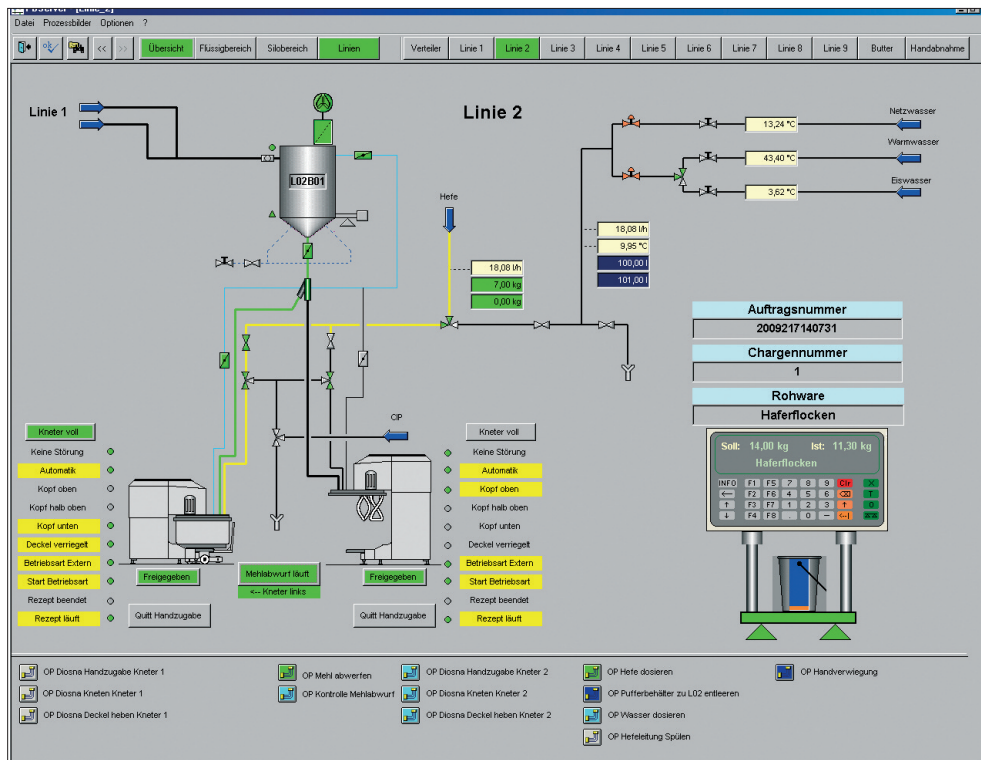 PDServer - [Linie_2]
Datei Prozessbilder Optionen ?
<< >> Übersicht Flüssigbereich Silobereich Linien Verteiler Linie 1 Linie 2 Linie 3 Linie 4 Linie 5 Linie 6 Linie 7 Linie 8 Linie 9 Butter Handabnahme
Linie 1
Linie 2
L02B01
Netzwasser
13,24 °C
Warmwasser
43,40 °C
Eiswasser
3,62 °C
Hefe
18,08 l/h
7,00 kg
0,00 kg
18,08 l/h
9,95 °C
100,00 l
101,00 l
Auftragsnummer
2009217140731
Chargennummer
1
Rohware
Haferflocken
Soll: 14,00 kg Ist: 11,30 kg
Haferflocken
INFO F1 F5 7 8 9 Clr X
← F2 F6 4 5 6 T
↑ F3 F7 1 2 3 ↑ 0
↓ F4 F8 . 0 −
CIP
Kneter voll
Keine Störung
Automatik
Kopf oben
Kopf halb oben
Kopf unten
Deckel verriegelt
Betriebsart Extern
Start Betriebsart
Rezept beendet
Rezept läuft
Freigegeben
Quitt Handzugabe
Mehlabwurf läuft
<-- Kneter links
Freigegeben
Quitt Handzugabe
Kneter voll
Keine Störung
Automatik
Kopf oben
Kopf halb oben
Kopf unten
Deckel verriegelt
Betriebsart Extern
Start Betriebsart
Rezept beendet
Rezept läuft
OP Diosna Handzugabe Kneter 1
OP Diosna Kneten Kneter 1
OP Diosna Deckel heben Kneter 1
OP Mehl abwerfen
OP Kontrolle Mehlabwurf
OP Diosna Handzugabe Kneter 2
OP Diosna Kneten Kneter 2
OP Diosna Deckel heben Kneter 2
OP Hefe dosieren
OP Pufferbehälter zu L02 entleeren
OP Wasser dosieren
OP Hefeleitung Spülen
OP Handverwiegung